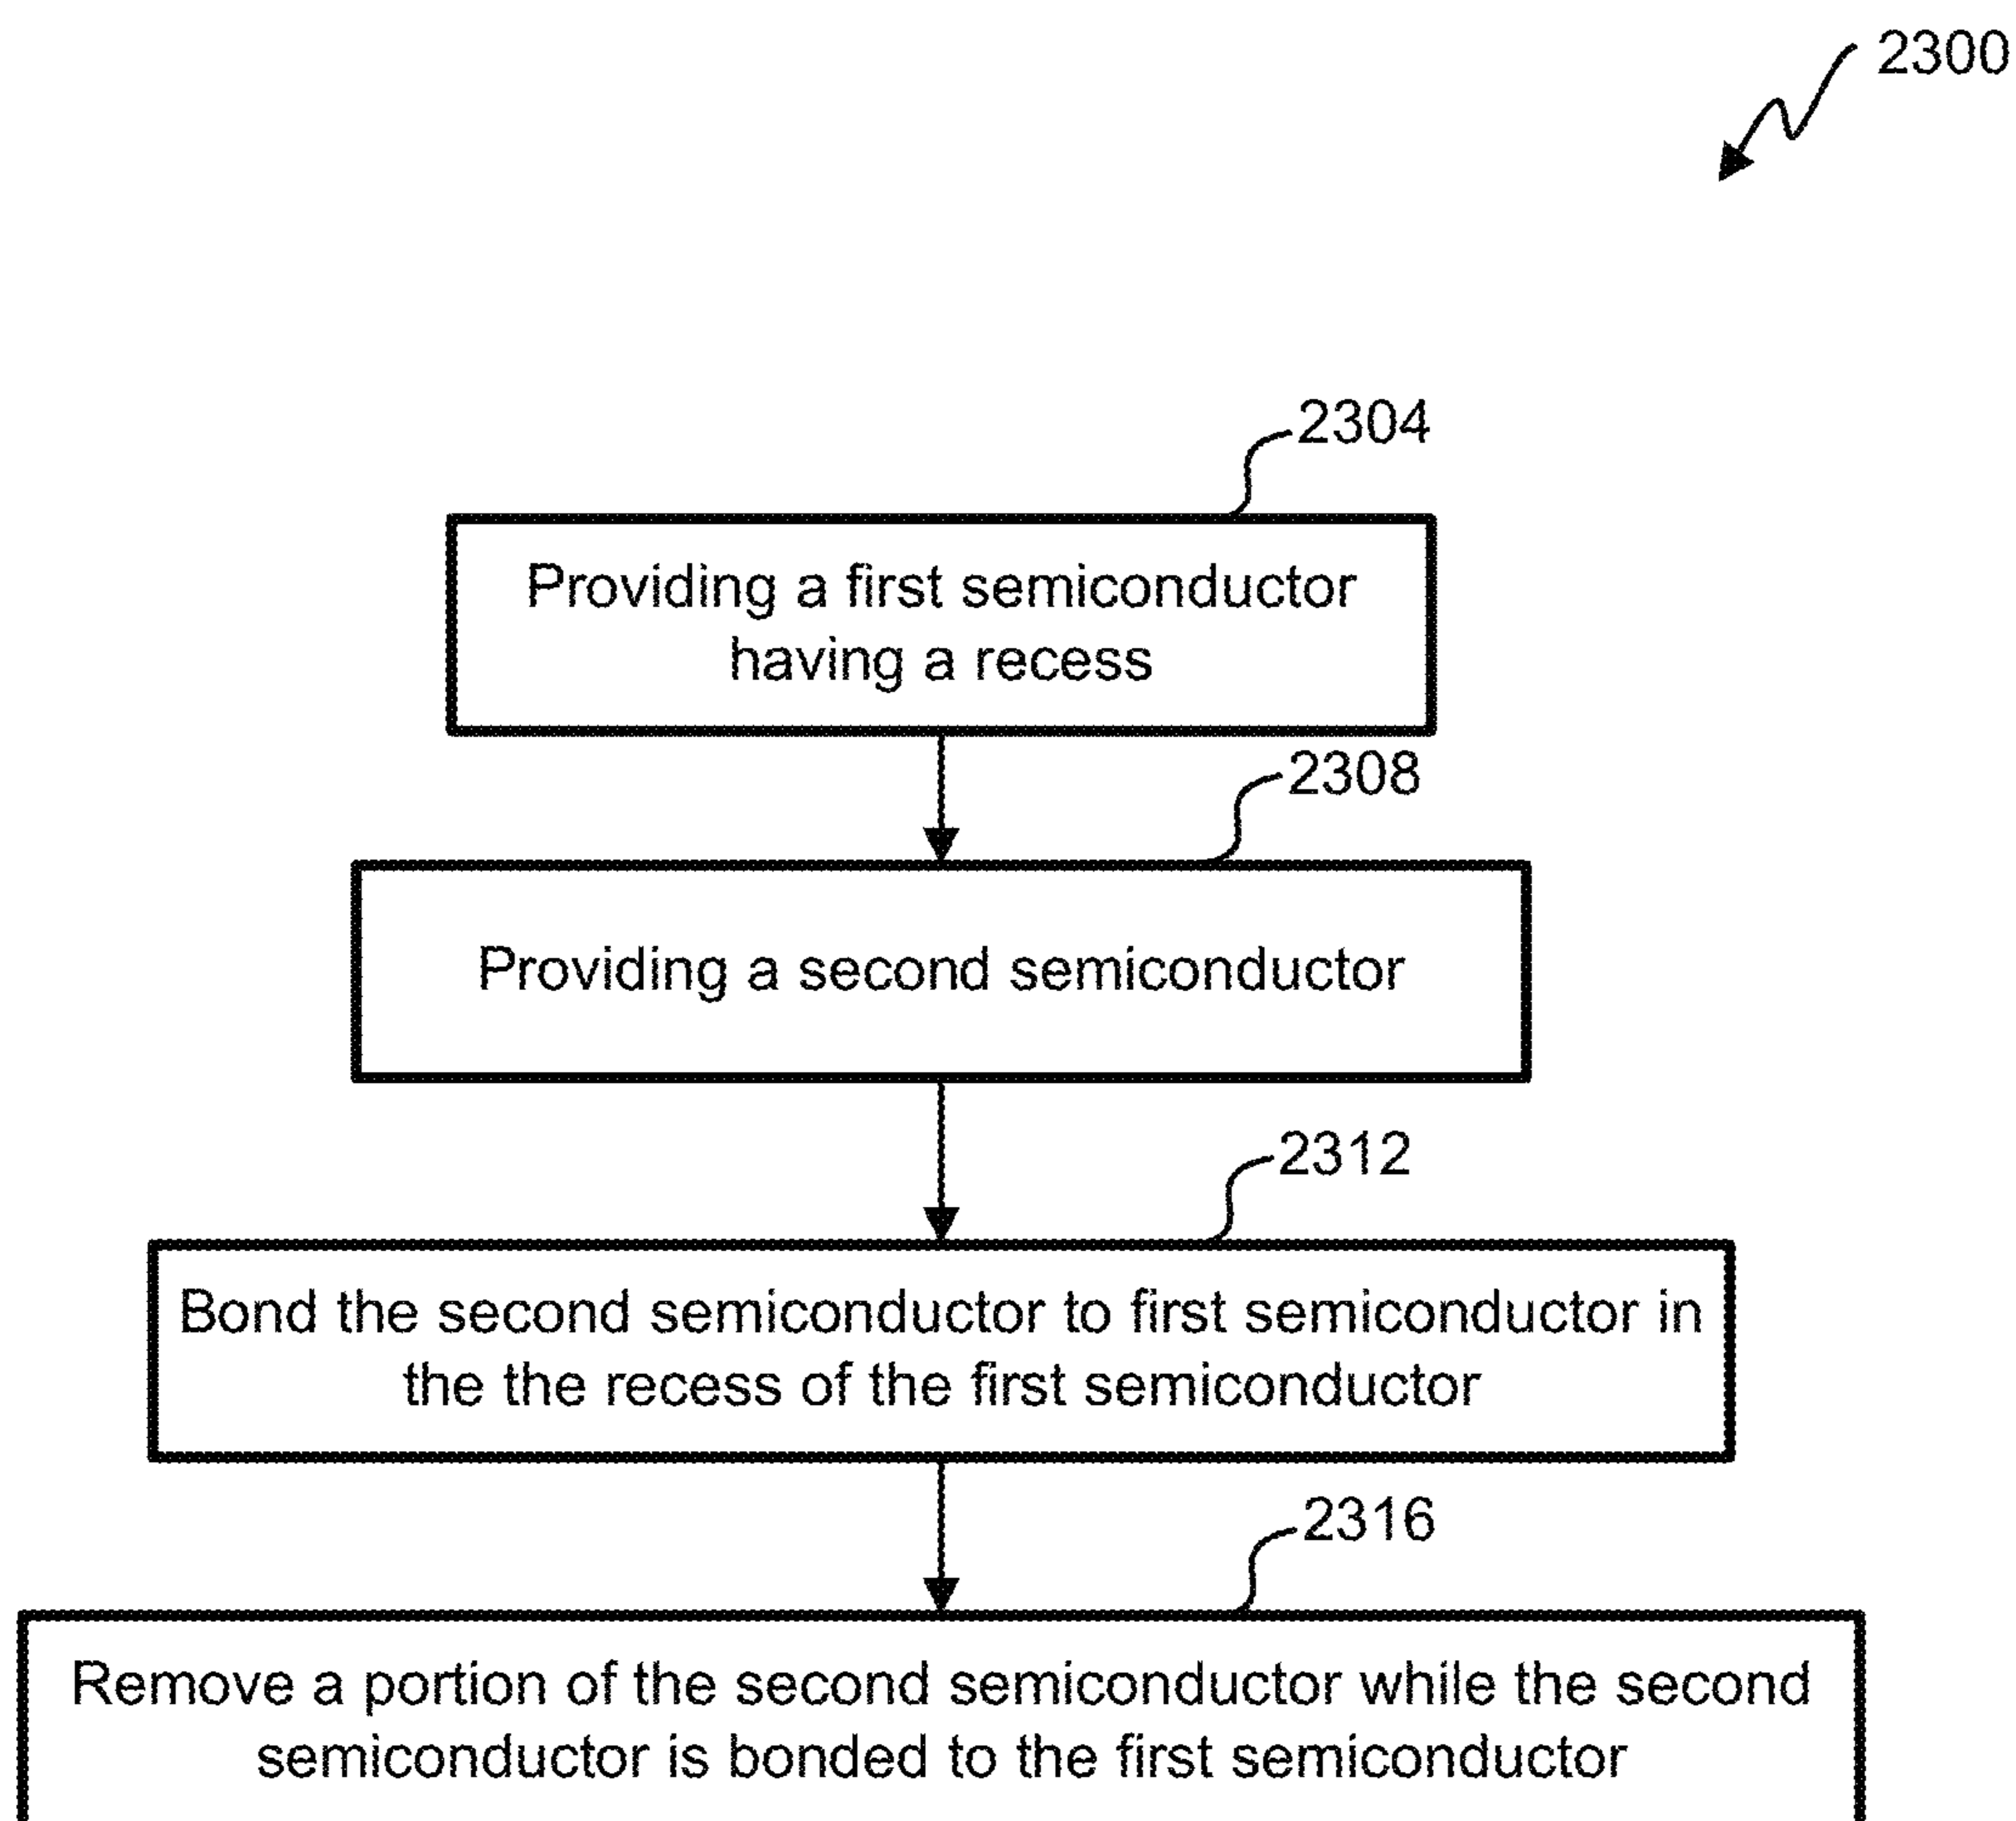 2300
2304
Providing a first semiconductor
having a recess
2308
Providing a second semiconductor
2312
Bond the second semiconductor to first semiconductor in
the the recess of the first semiconductor
2316
Remove a portion of the second semiconductor while the second
semiconductor is bonded to the first semiconductor